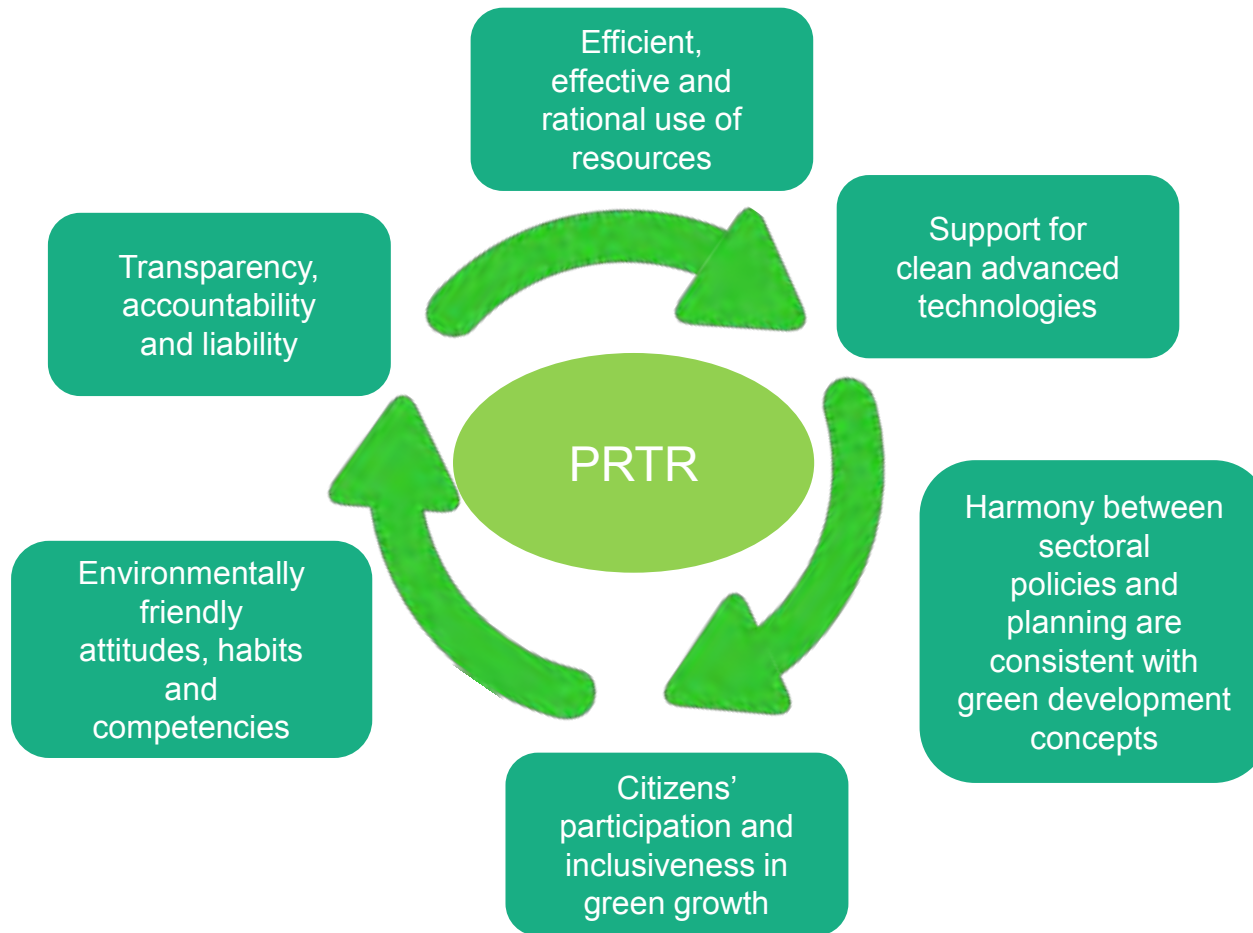 Efficient,
effective and
rational use of
resources
Support for
clean advanced
technologies
Transparency,
accountability
and liability
PRTR
Harmony between
sectoral
policies and
planning are
consistent with
green development
concepts
Environmentally
friendly
attitudes, habits
and
competencies
Citizens’
participation and
inclusiveness in
green growth